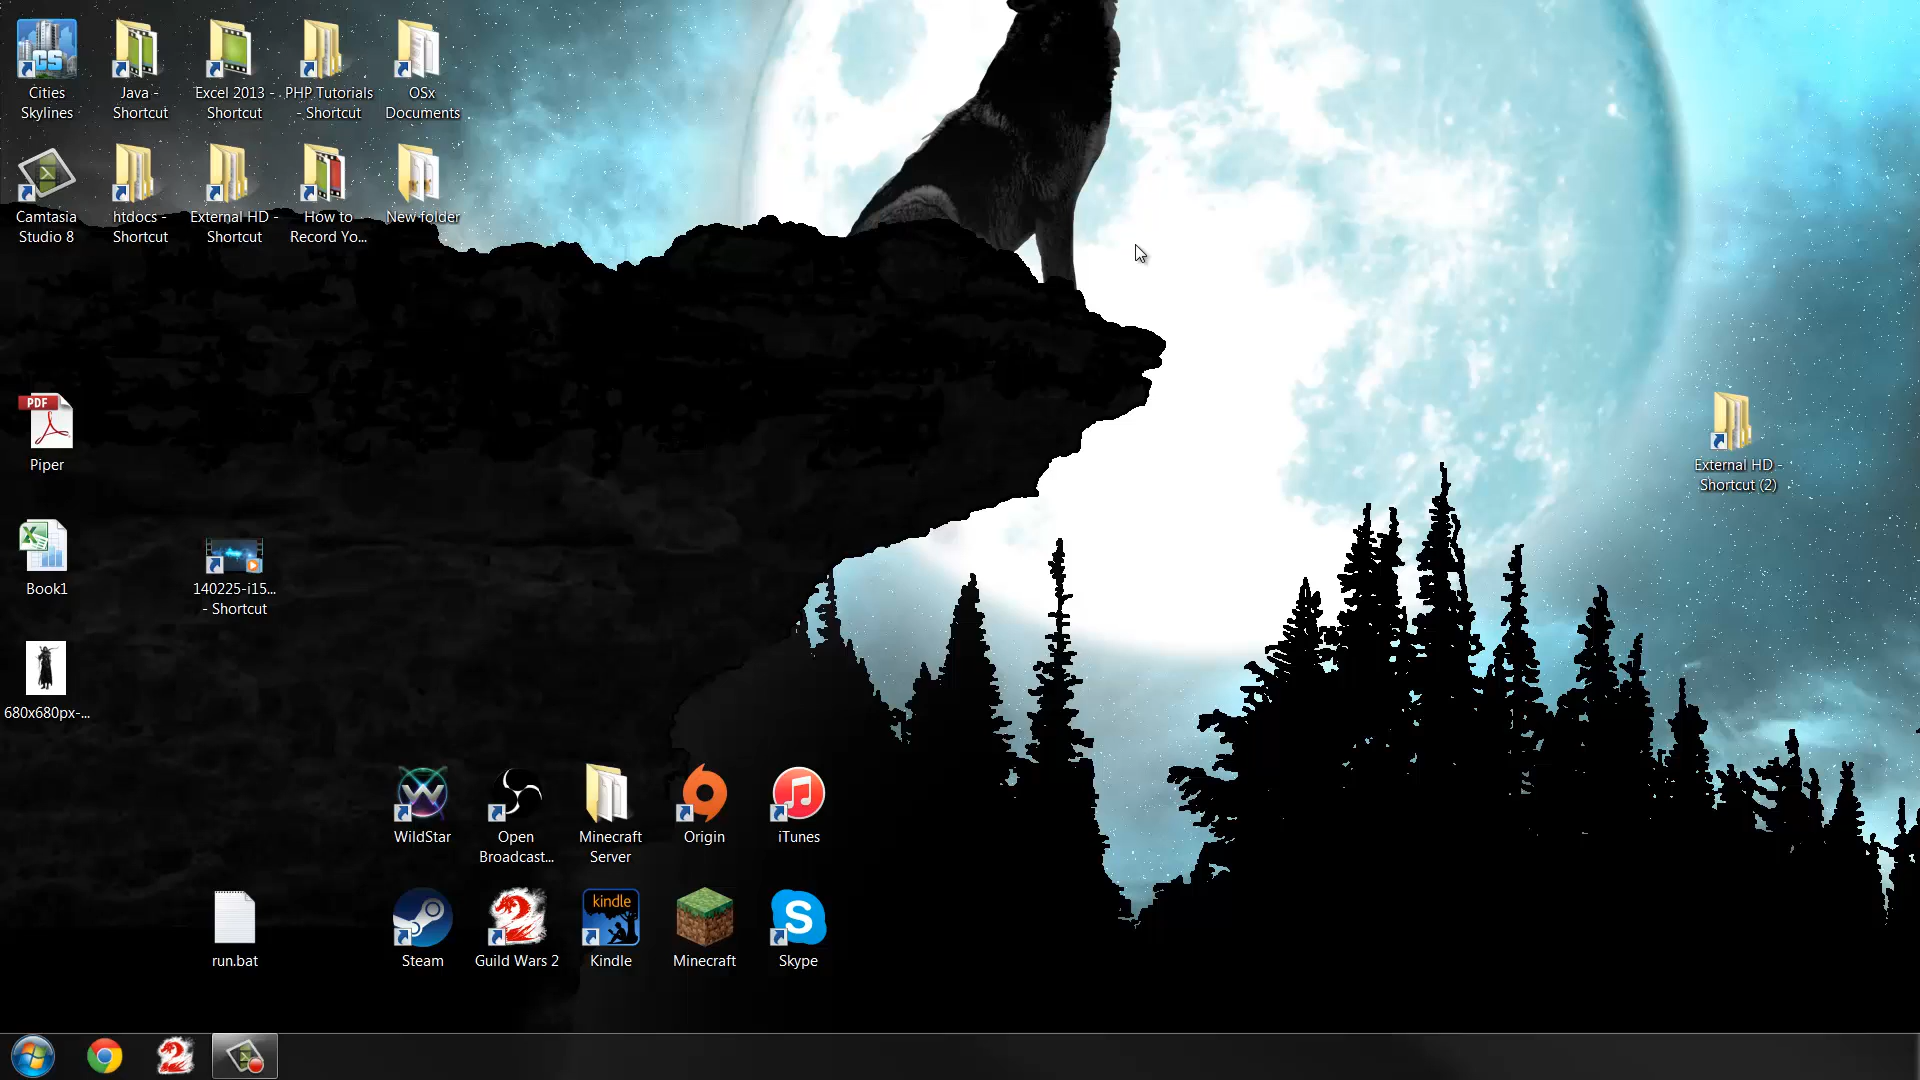 Cities
Skylines
Java -
Shortcut
Excel 2013 -
Shortcut
PHP Tutorials
- Shortcut
OSx
Documents
Camtasia
Studio 8
htdocs -
Shortcut
External HD -
Shortcut
How to
Record Yo...
New folder
PDF
Piper
External HD -
Shortcut (2)
Book1
140225-i15...
- Shortcut
680x680px-...
WildStar
Open
Broadcast...
Minecraft
Server
Origin
iTunes
kindle
run.bat
Steam
Guild Wars 2
Kindle
Minecraft
Skype